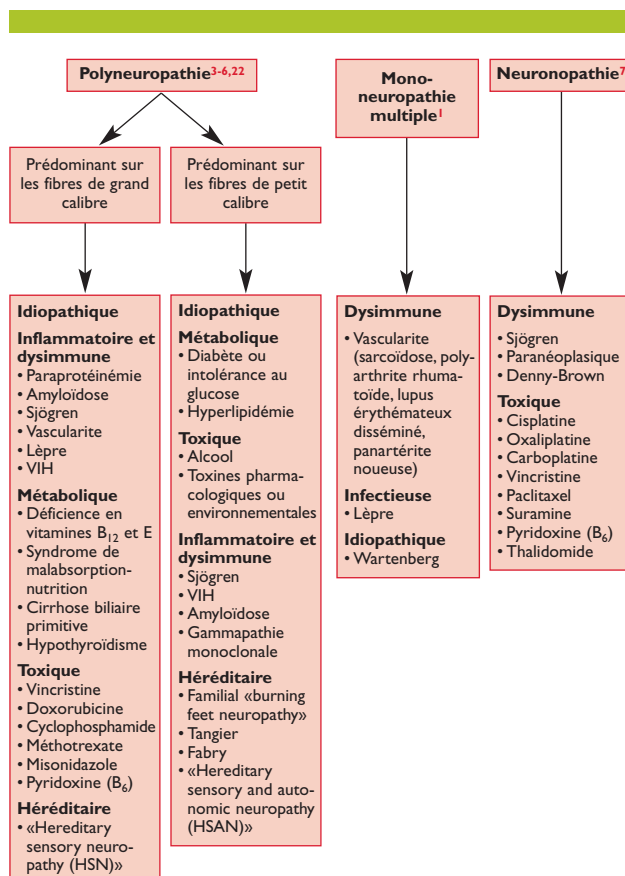 Polyneuropathie3-6,22
Prédominant sur
les fibres de grand
calibre
Prédominant sur
les fibres de petit
calibre
Mono-
neuropathie
multiple1
Neuronopathie7
Idiopathique
Inflammatoire et
dysimmune
• Paraprotéinémie
• Amyloïdose
• Sjögren
• Vascularite
• Lèpre
• VIH
Métabolique
• Déficience en
vitamines B12 et E
• Syndrome de
malabsorption-
nutrition
• Cirrhose biliaire
primitive
• Hypothyroïdisme
Toxique
• Vincristine
• Doxorubicine
• Cyclophosphamide
• Méthotrexate
• Misonidazole
• Pyridoxine (B6)
Héréditaire
• «Hereditary
sensory neuro-
pathy (HSN)»
Idiopathique
Métabolique
• Diabète ou
intolérance au
glucose
• Hyperlipidémie
Toxique
• Alcool
• Toxines pharma-
cologiques ou
environnementales
Inflammatoire et
dysimmune
• Sjögren
• VIH
• Amyloïdose
• Gammapathie
monoclonale
Héréditaire
• Familial «burning
feet neuropathy»
• Tangier
• Fabry
• «Hereditary
sensory and auto-
nomic neuropathy
(HSAN)»
Dysimmune
• Vascularite
(sarcoïdose, poly-
arthrite rhuma-
toïde, lupus
érythémateux
disséminé,
panartérite
noueuse)
Infectieuse
• Lèpre
Idiopathique
• Wartenberg
Dysimmune
• Sjögren
• Paranéoplasique
• Denny-Brown
Toxique
• Cisplatine
• Oxaliplatine
• Carboplatine
• Vincristine
• Paclitaxel
• Suramine
• Pyridoxine (B6)
• Thalidomide